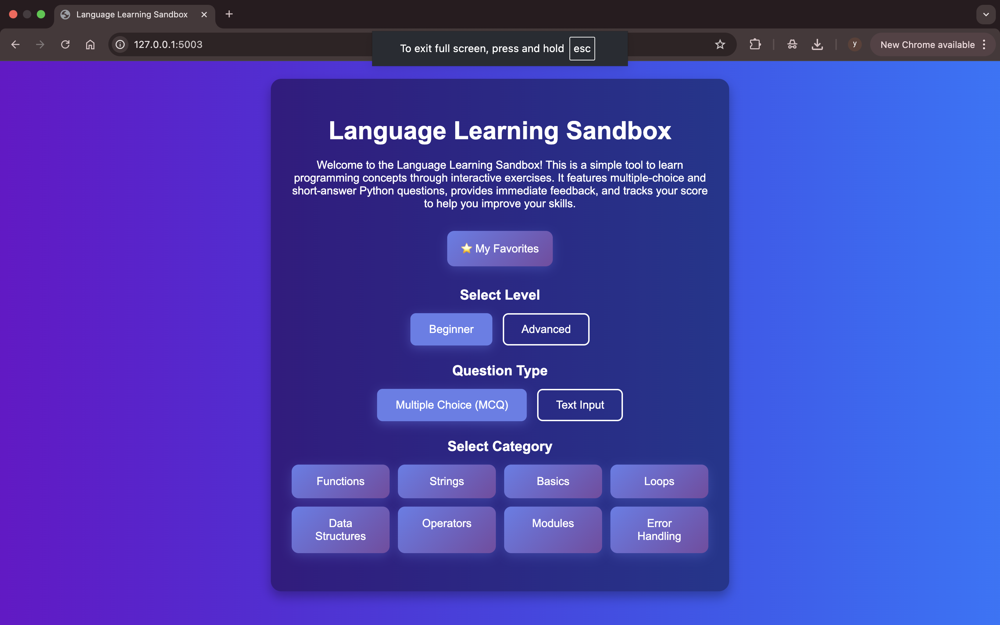 Language Learning Sandbox
127.0.0.1:5003
To exit full screen, press and hold esc
y
New Chrome available
Language Learning Sandbox
Welcome to the Language Learning Sandbox! This is a simple tool to learn
programming concepts through interactive exercises. It features multiple-choice and
short-answer Python questions, provides immediate feedback, and tracks your score
to help you improve your skills.
⭐ My Favorites
Select Level
Beginner
Advanced
Question Type
Multiple Choice (MCQ)
Text Input
Select Category
Functions
Strings
Basics
Loops
Data
Structures
Operators
Modules
Error
Handling